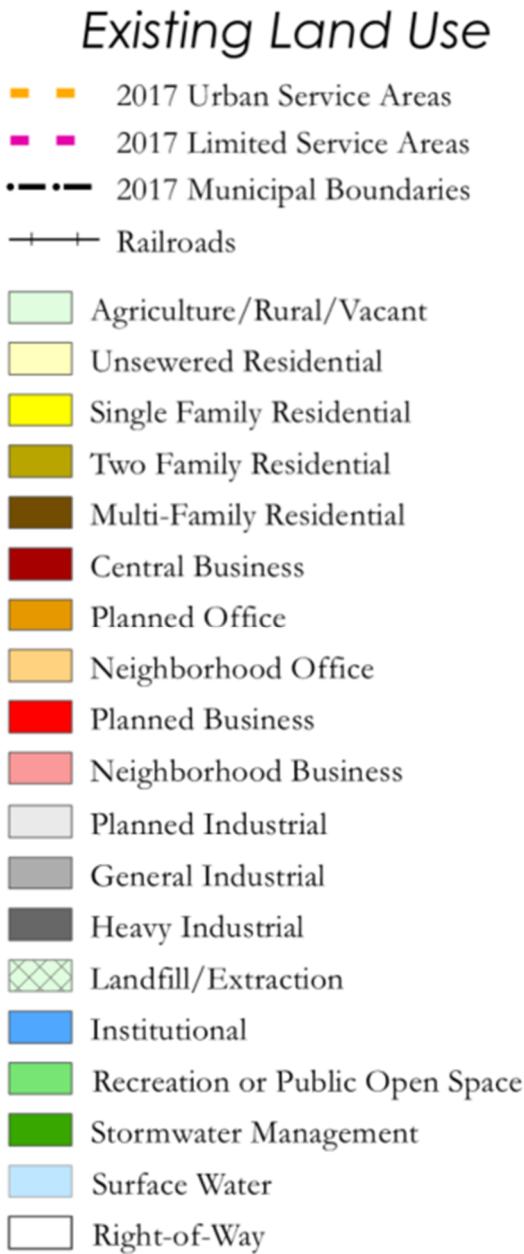 Existing Land Use
2017 Urban Service Areas
2017 Limited Service Areas
2017 Municipal Boundaries
Railroads
Agriculture/Rural/Vacant
Unsewered Residential
Single Family Residential
Two Family Residential
Multi-Family Residential
Central Business
Planned Office
Neighborhood Office
Planned Business
Neighborhood Business
Planned Industrial
General Industrial
Heavy Industrial
Landfill/Extraction
Institutional
Recreation or Public Open Space
Stormwater Management
Surface Water
Right-of-Way